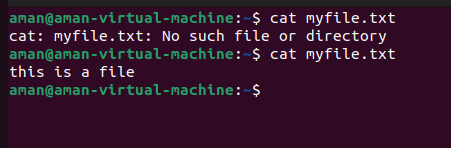 aman@aman-virtual-machine:~$ cat myfile.txt
cat: myfile.txt: No such file or directory
aman@aman-virtual-machine:~$ cat myfile.txt
this is a file
aman@aman-virtual-machine:~$